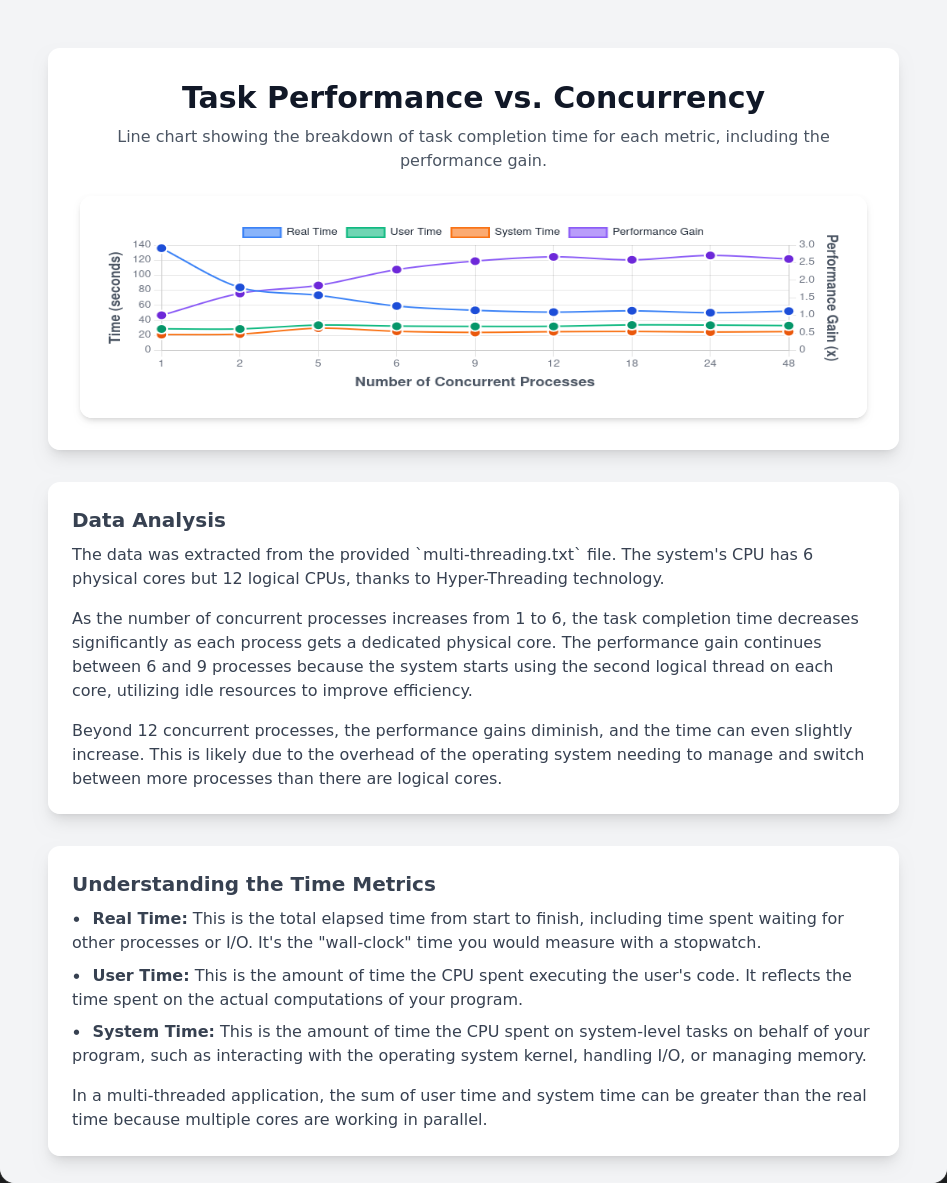 Task Performance vs. Concurrency
Line chart showing the breakdown of task completion time for each metric, including the
performance gain.
Real Time User Time System Time Performance Gain
Time (seconds)
140
120
100
80
60
40
20
0
3.0
2.5
2.0
1.5
1.0
0.5
0
Performance Gain (x)
1 2 5 6 9 12 18 24 48
Number of Concurrent Processes
Data Analysis
The data was extracted from the provided `multi-threading.txt` file. The system's CPU has 6
physical cores but 12 logical CPUs, thanks to Hyper-Threading technology.
As the number of concurrent processes increases from 1 to 6, the task completion time decreases
significantly as each process gets a dedicated physical core. The performance gain continues
between 6 and 9 processes because the system starts using the second logical thread on each
core, utilizing idle resources to improve efficiency.
Beyond 12 concurrent processes, the performance gains diminish, and the time can even slightly
increase. This is likely due to the overhead of the operating system needing to manage and switch
between more processes than there are logical cores.
Understanding the Time Metrics
• Real Time: This is the total elapsed time from start to finish, including time spent waiting for
other processes or I/O. It's the "wall-clock" time you would measure with a stopwatch.
• User Time: This is the amount of time the CPU spent executing the user's code. It reflects the
time spent on the actual computations of your program.
• System Time: This is the amount of time the CPU spent on system-level tasks on behalf of your
program, such as interacting with the operating system kernel, handling I/O, or managing memory.
In a multi-threaded application, the sum of user time and system time can be greater than the real
time because multiple cores are working in parallel.